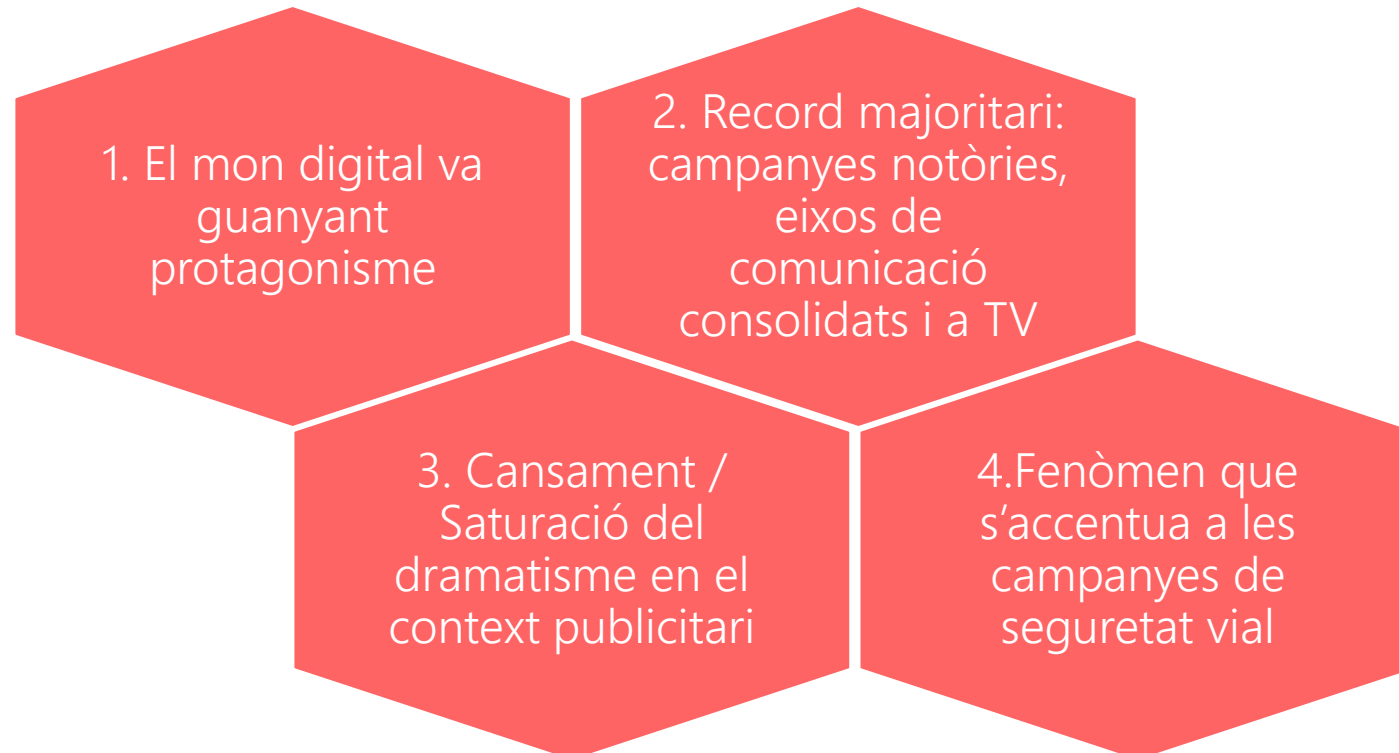 1. El mon digital va
guanyant
protagonisme
2. Record majoritari:
campanyes notòries,
eixos de
comunicació
consolidats i a TV
3. Cansament /
Saturació del
dramatisme en el
context publicitari
4.Fenòmen que
s’accentua a les
campanyes de
seguretat vial